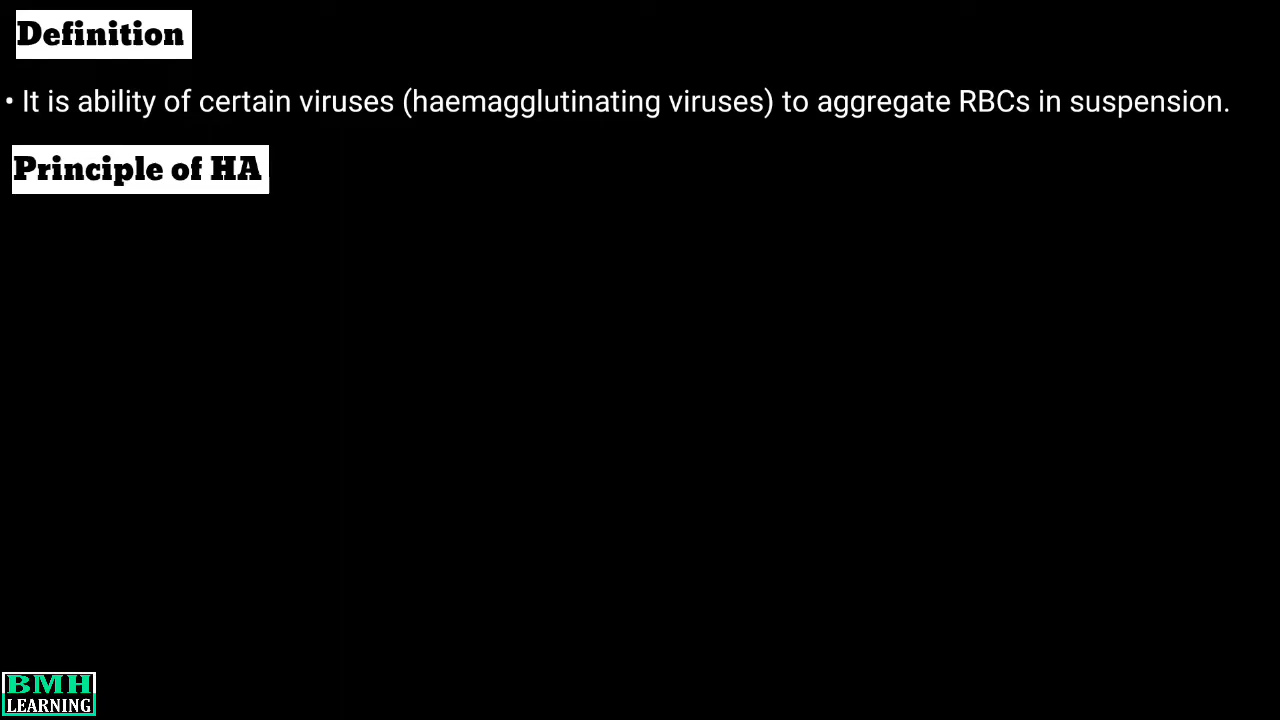 Definition
• It is ability of certain viruses (haemagglutinating viruses) to aggregate RBCs in suspension.
Principle of HA
BMH
LEARNING